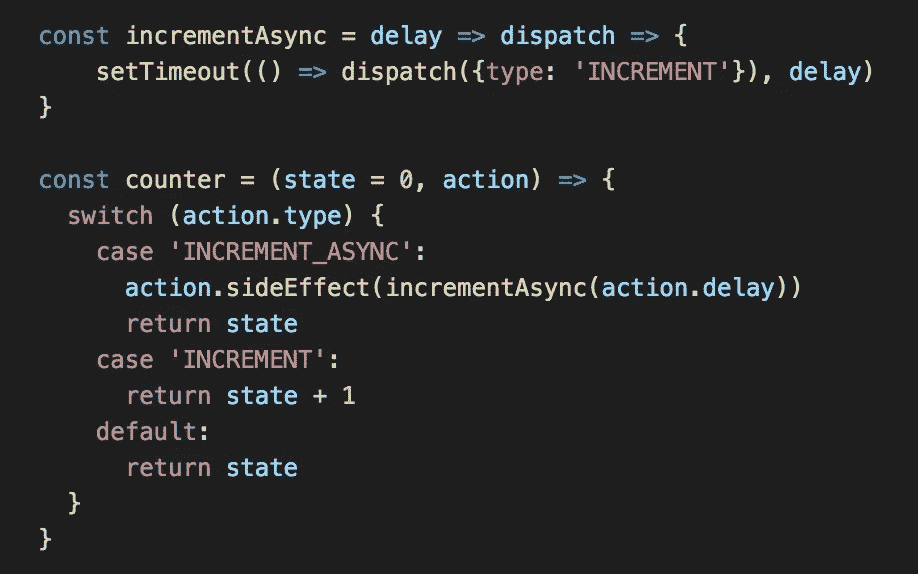 const incrementAsync = delay => dispatch => {
    setTimeout(() => dispatch({type: 'INCREMENT'}), delay)
}

const counter = (state = 0, action) => {
  switch (action.type) {
    case 'INCREMENT_ASYNC':
      action.sideEffect(incrementAsync(action.delay))
      return state
    case 'INCREMENT':
      return state + 1
    default:
      return state
  }
}